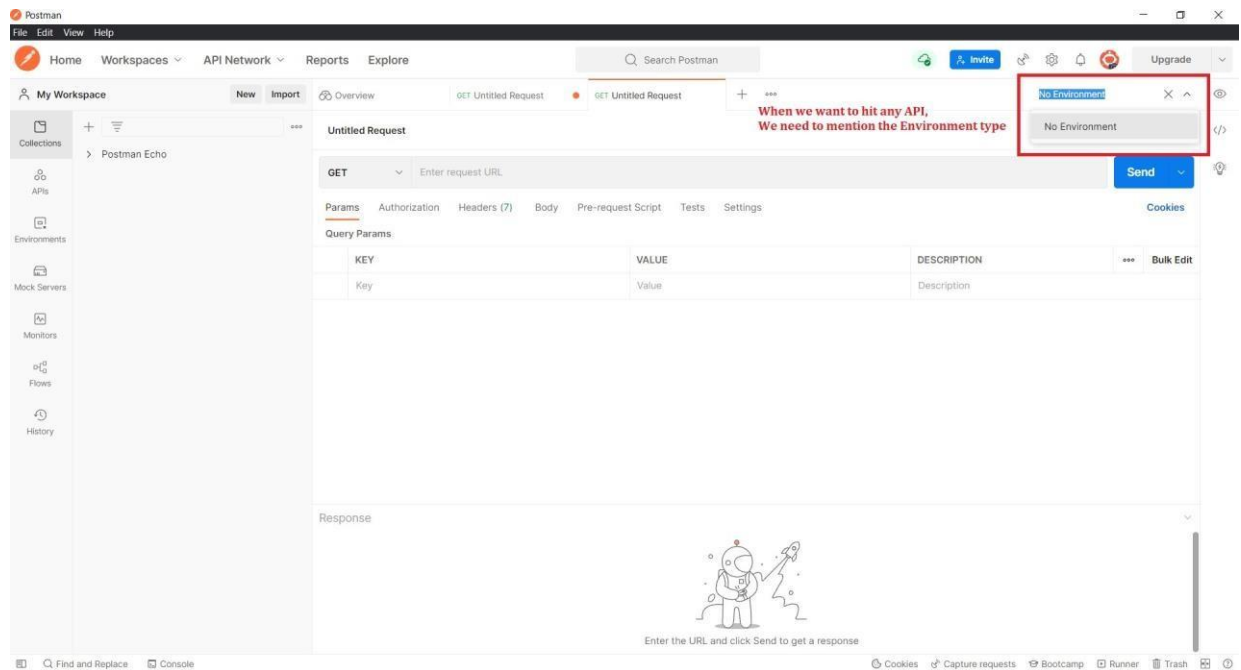 Postman
File Edit View Help
Home Workspaces API Network Reports Explore Search Postman Invite Upgrade
My Workspace New Import Overview GET Untitled Request GET Untitled Request No Environment
When we want to hit any API,
We need to mention the Environment type
No Environment
Collections
Untitled Request
Postman Echo
APIs
GET Enter request URL Send
Params Authorization Headers (7) Body Pre-request Script Tests Settings Cookies
Environments
Query Params
KEY VALUE DESCRIPTION Bulk Edit
Key Value Description
Mock Servers
Monitors
Flows
History
Response
Enter the URL and click Send to get a response
Find and Replace Console Cookies Capture requests Bootcamp Runner Trash